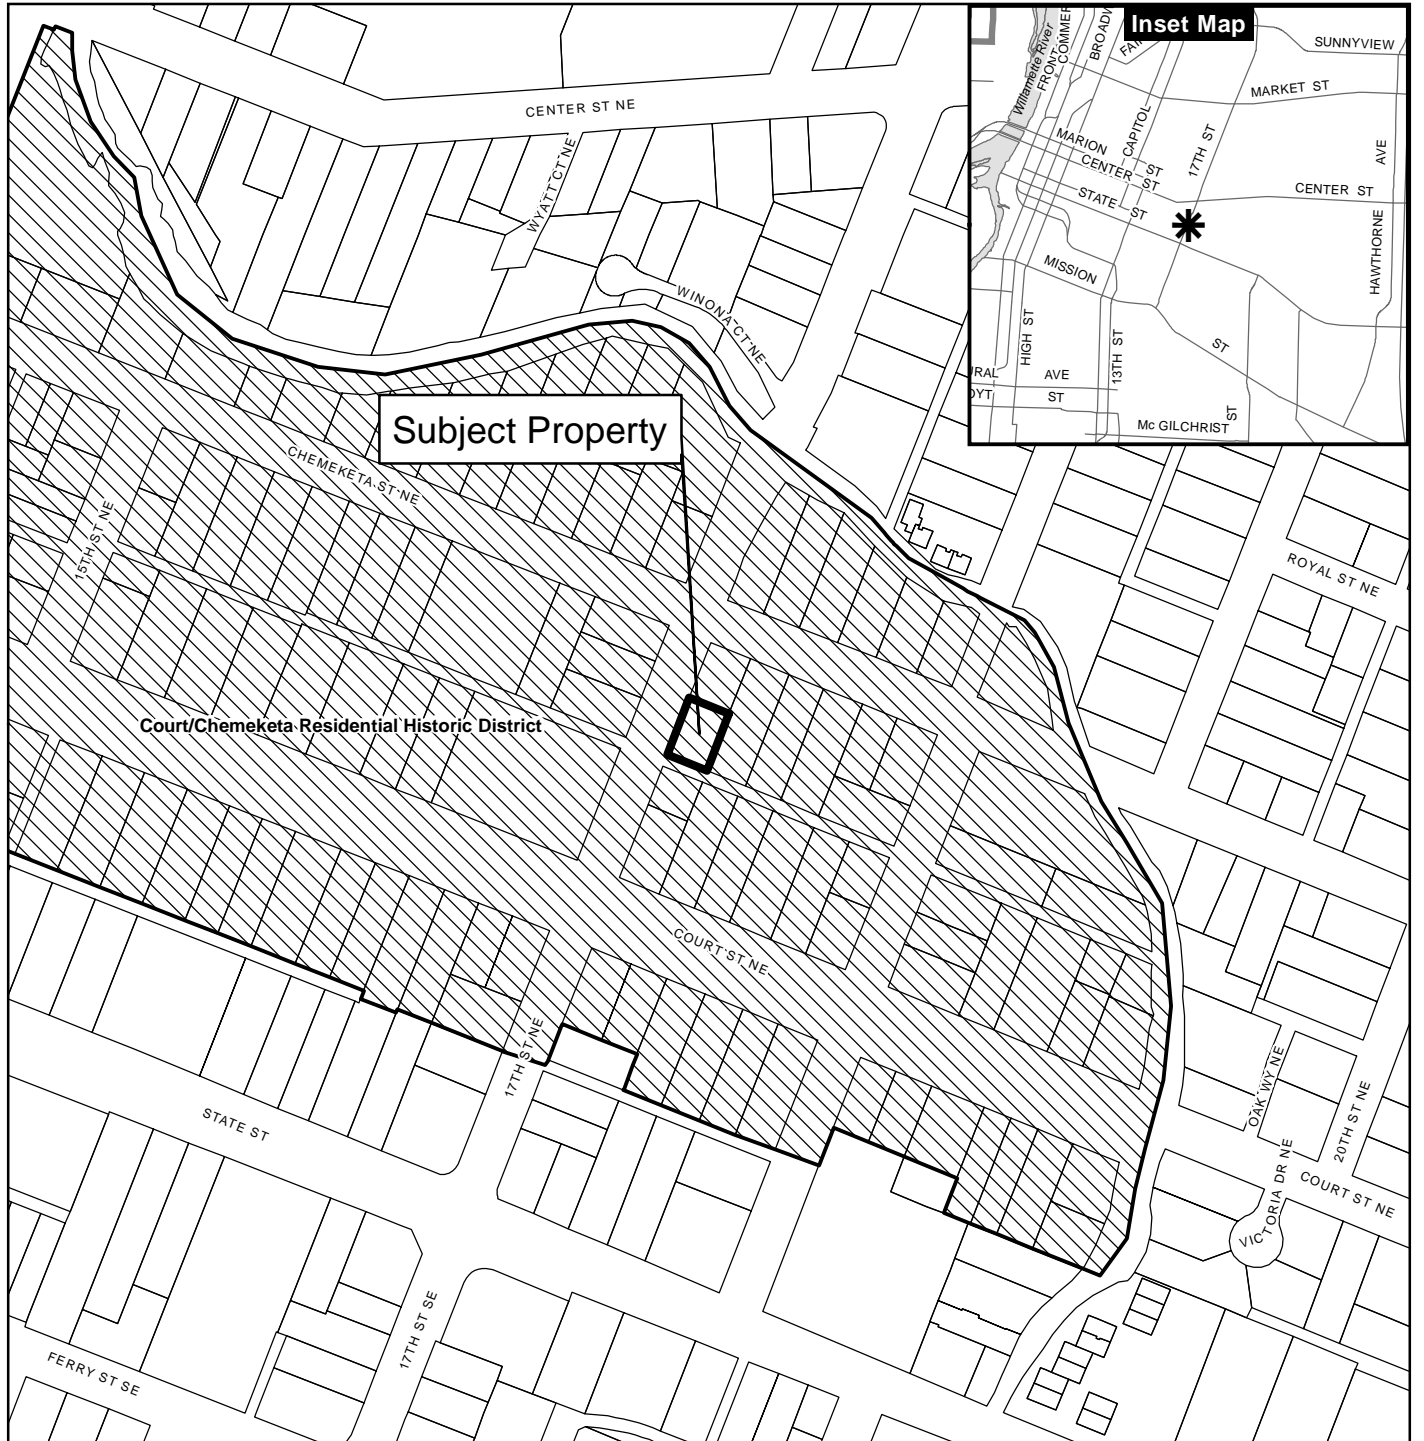 Inset Map
SUNNYVIEW
MARKET ST
Willamette River
FRONT
COMMER
BROADW
FAIR
CAPITOL
17TH ST
AVE
MARION ST
CENTER ST
CENTER ST
STATE ST
HAWTHORNE
MISSION
ST
HIGH ST
13TH ST
URAL AVE
OYT ST
ST
Mc GILCHRIST
CENTER ST NE
WYATT CT NE
WINONA CT NE
Subject Property
CHEMEKETA ST NE
15TH ST NE
ROYAL ST NE
Court/Chemeketa Residential Historic District
COURT ST NE
17TH ST NE
OAK WY NE
20TH ST NE
STATE ST
VICTORIA DR NE
COURT ST NE
17TH ST SE
FERRY ST SE